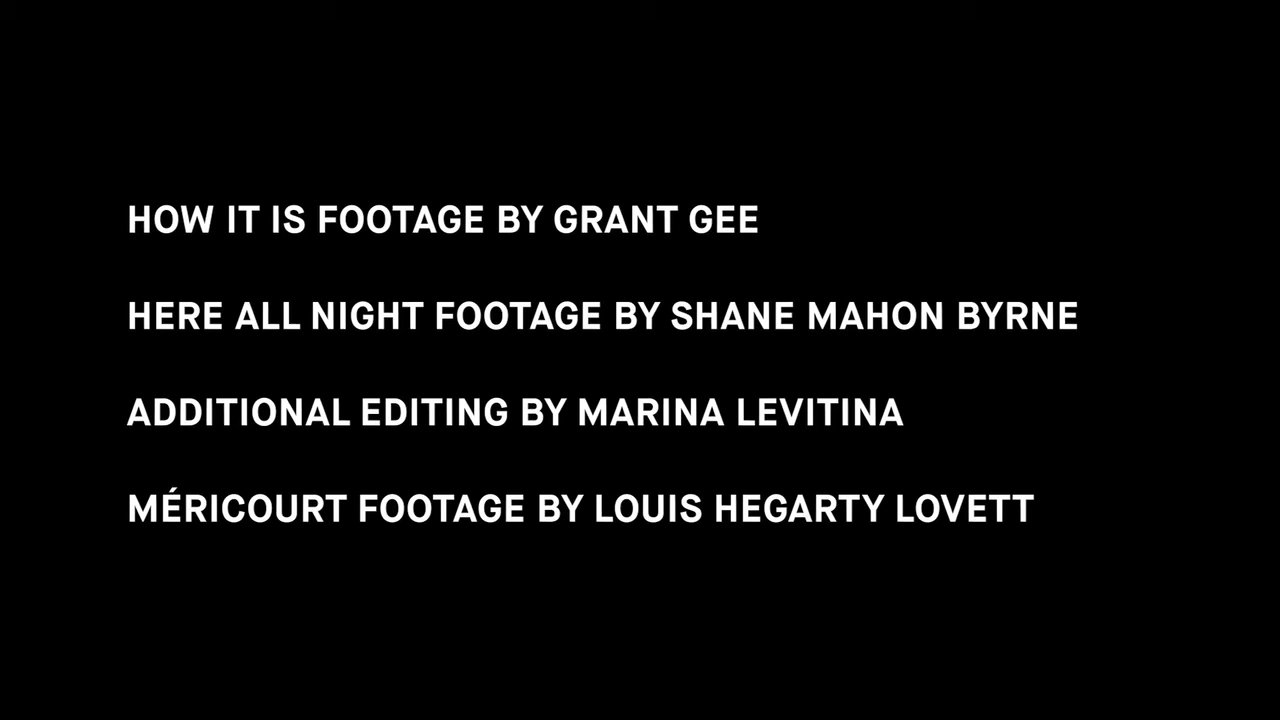 HOW IT IS FOOTAGE BY GRANT GEE
HERE ALL NIGHT FOOTAGE BY SHANE MAHON BYRNE
ADDITIONAL EDITING BY MARINA LEVITINA
MÉRICOURT FOOTAGE BY LOUIS HEGARTY LOVETT